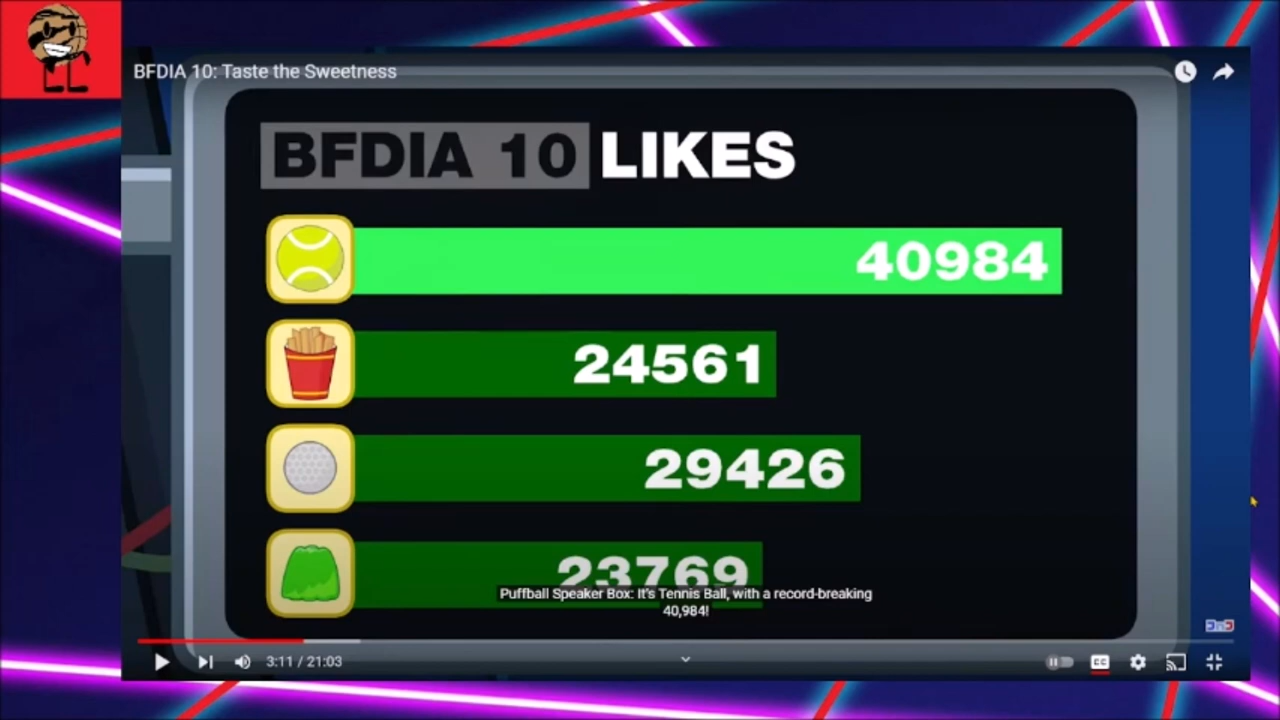 BFDIA 10: Taste the Sweetness
BFDIA 10 LIKES
40984
24561
29426
23769
Puffball Speaker Box: It's Tennis Ball, with a record-breaking
40,984!
3:11 / 21:03
CC